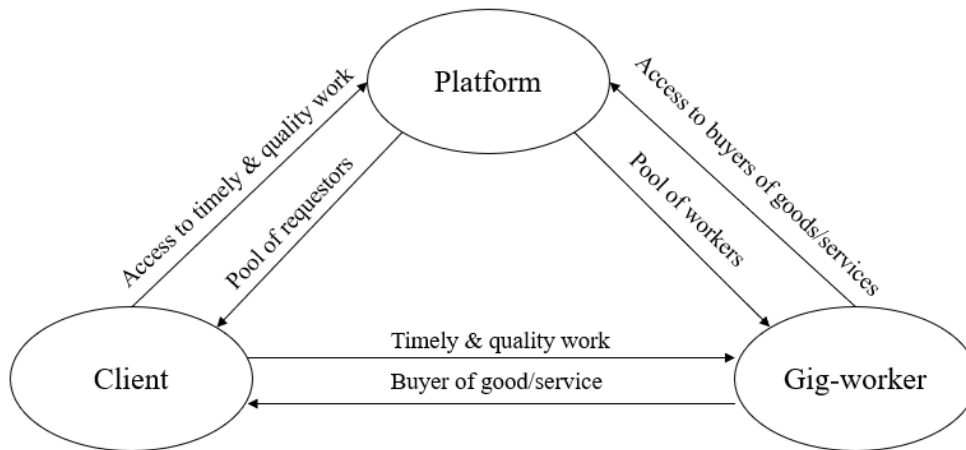 Platform
Access to timely & quality work
Access to buyers of goods/services
Pool of requestors
Pool of workers
Timely & quality work
Buyer of good/service
Client
Gig-worker